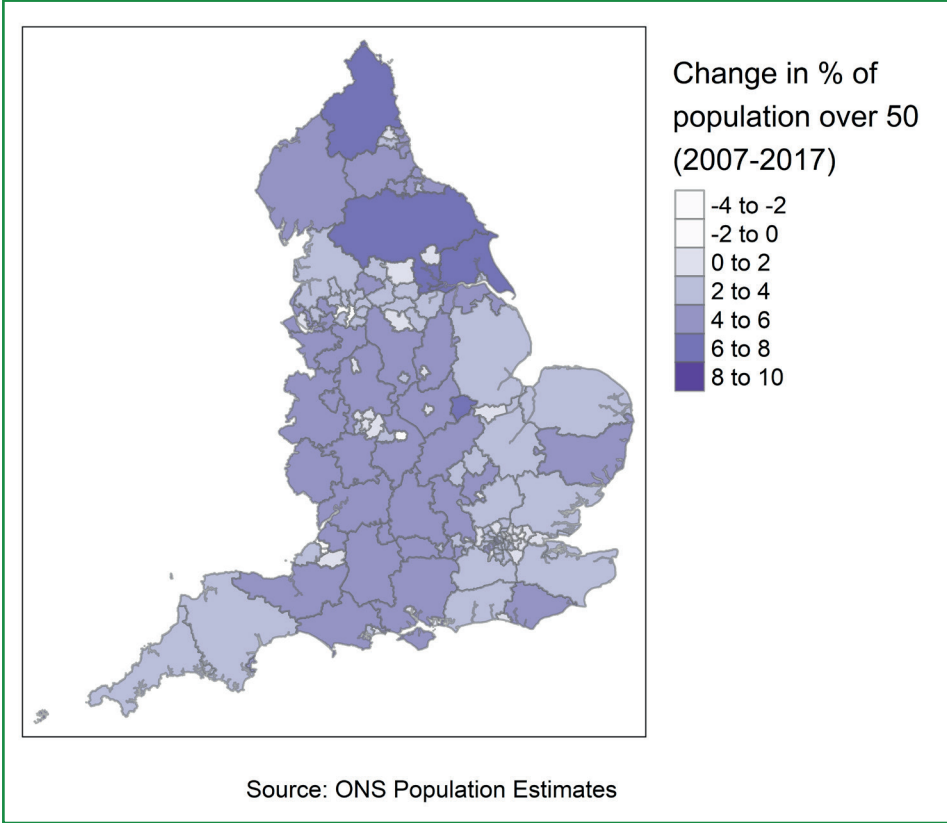 Change in % of
population over 50
(2007-2017)
-4 to -2
-2 to 0
0 to 2
2 to 4
4 to 6
6 to 8
8 to 10
Source: ONS Population Estimates